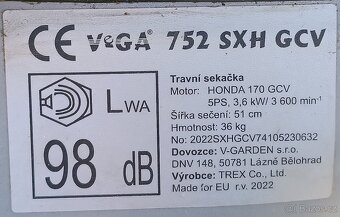 CE VeGA® 752 SXH GCV
LWA
98 dB
Travní sekačka
Motor: HONDA 170 GCV
5PS, 3,6 kW/ 3 600 min-1
Šířka sečení: 51 cm
Hmotnost: 36 kg
No: 2022SXHGCV74105230632
Dovozce: V-GARDEN s.r.o.
DNV 148, 50781 Lázně Bělohrad
Výrobce: TREX Co., Ltd.
Made for EU r.v. 2022